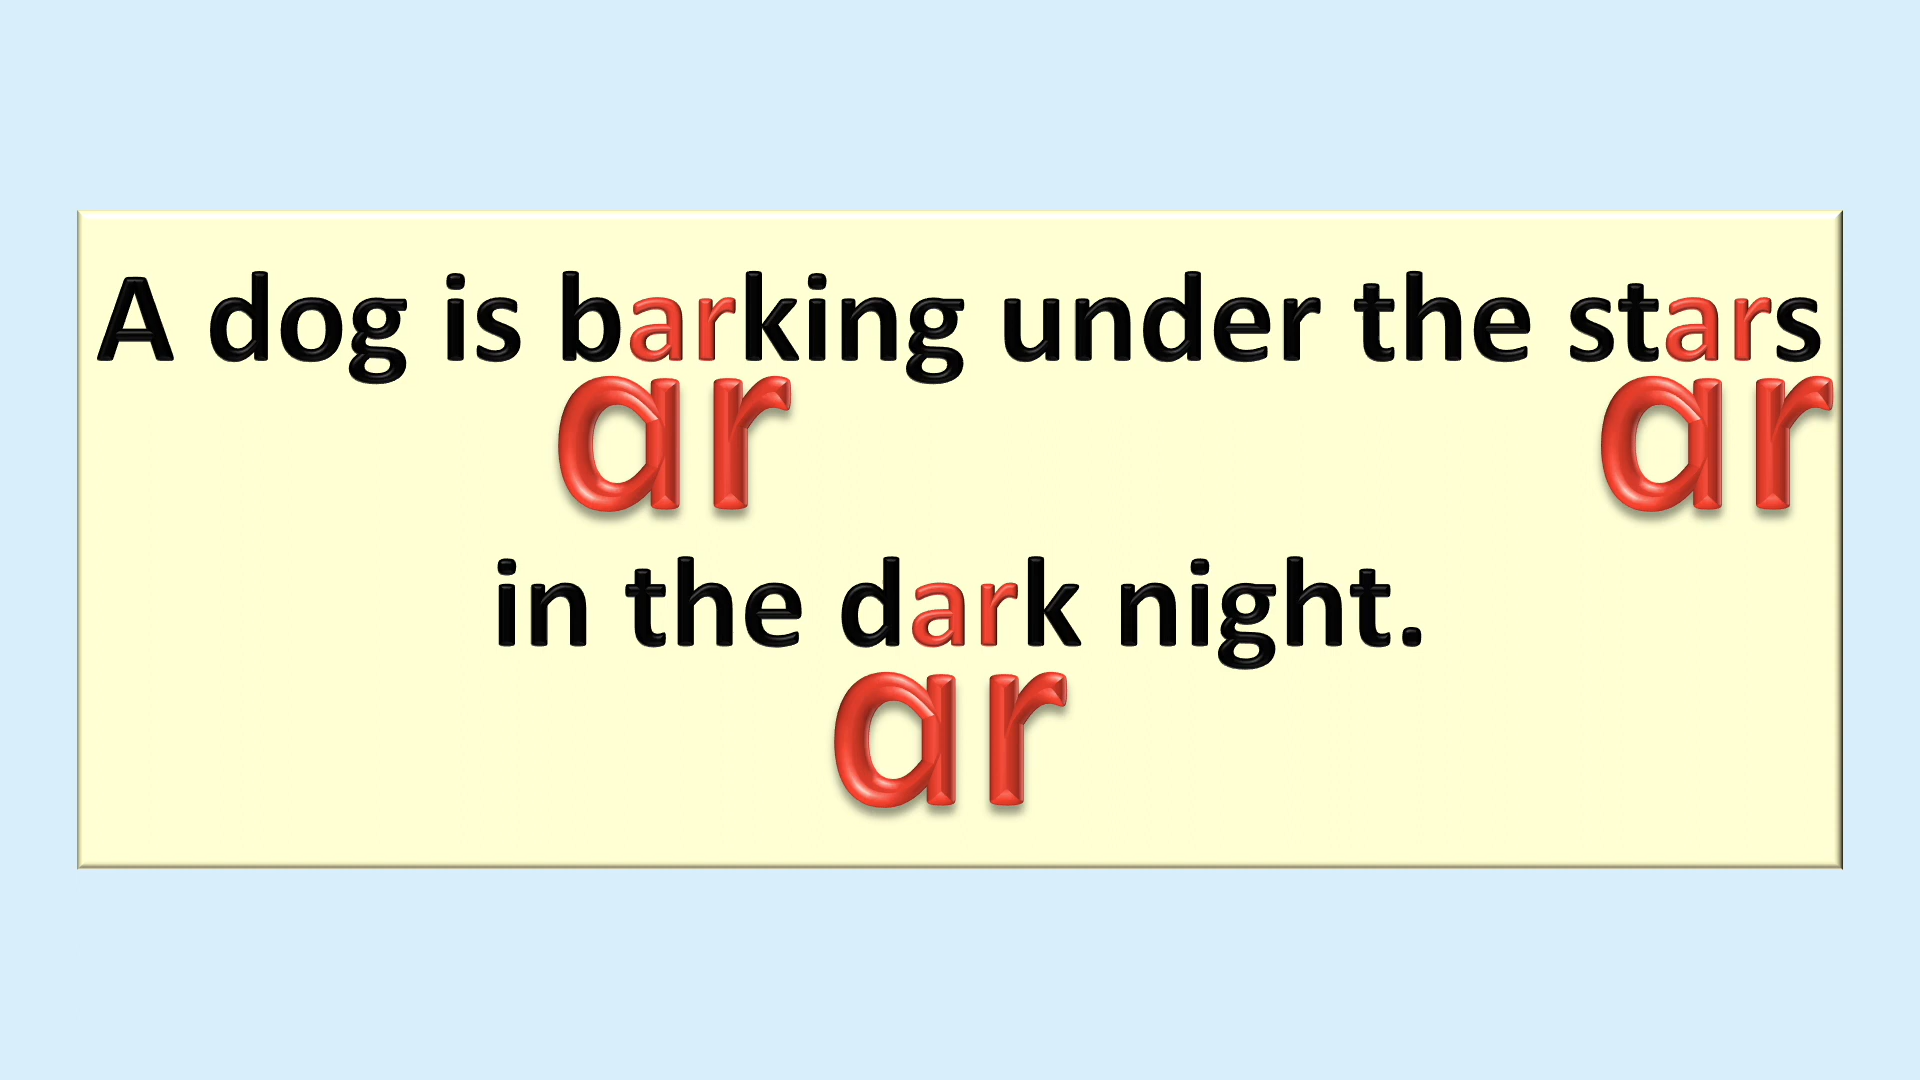 A dog is barking under the stars
ar ar
in the dark night.
ar